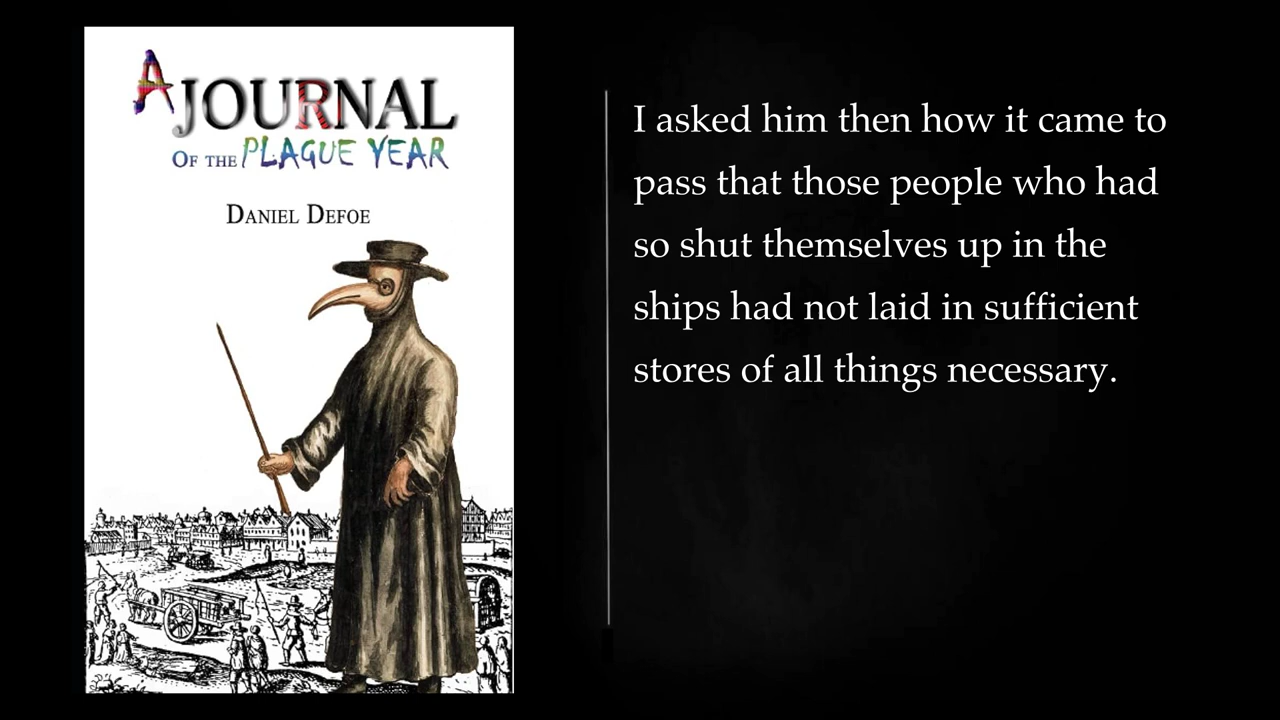 A JOURNAL
OF THE PLAGUE YEAR
DANIEL DEFOE
I asked him then how it came to
pass that those people who had
so shut themselves up in the
ships had not laid in sufficient
stores of all things necessary.